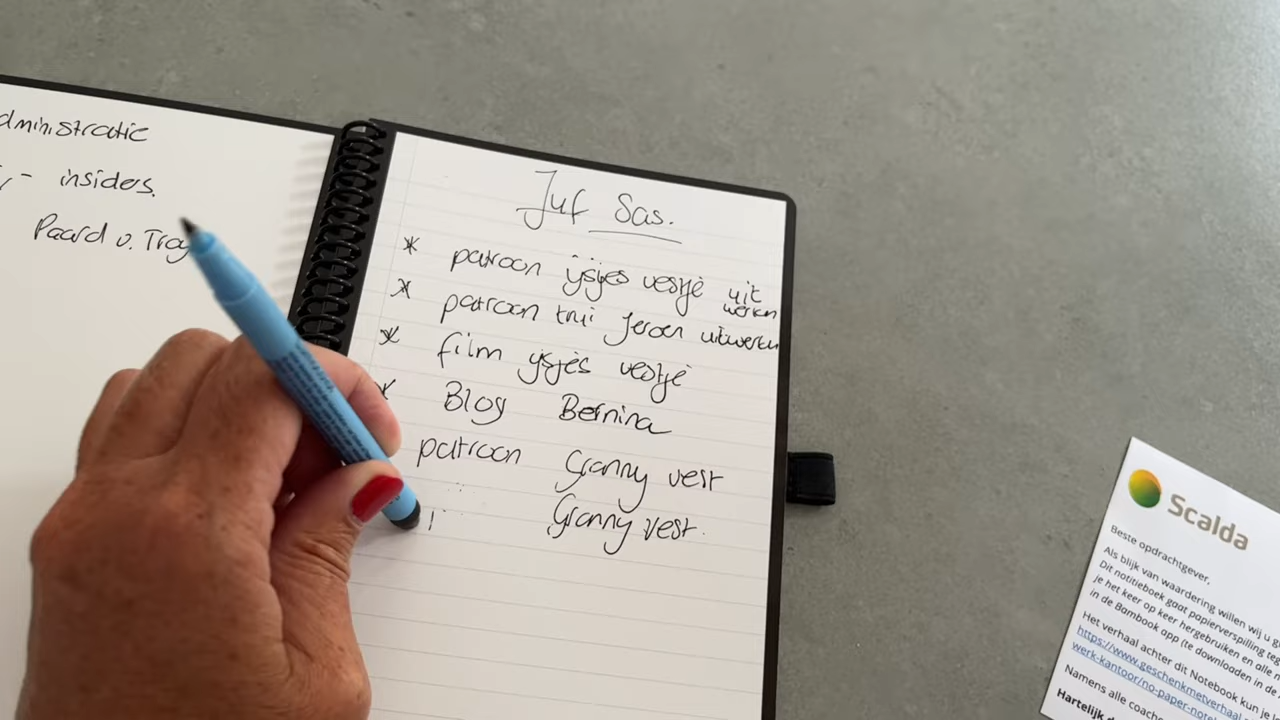 dministratie
,- insiders.
Paard v. Troy
Juf Sas.
* patroon ijsjes vestje uit werken
* patroon trui Jeroen uitwerken
* film ijsjes vestje
* Blog Bernina
patroon Granny vest
Granny vest.
Scalda
Beste opdrachtgever,
Als blijk van waardering willen wij u g
Dit notitieboek gaat papierverspilling teg
je het keer op keer hergebruiken en alle n
in de Bambook app (te downloaden in de
Het verhaal achter dit Notebook kun je l
https://www.geschenkmetverhaal
werk-kantoor/no-paper-note
Namens alle coach
Hartelijk d